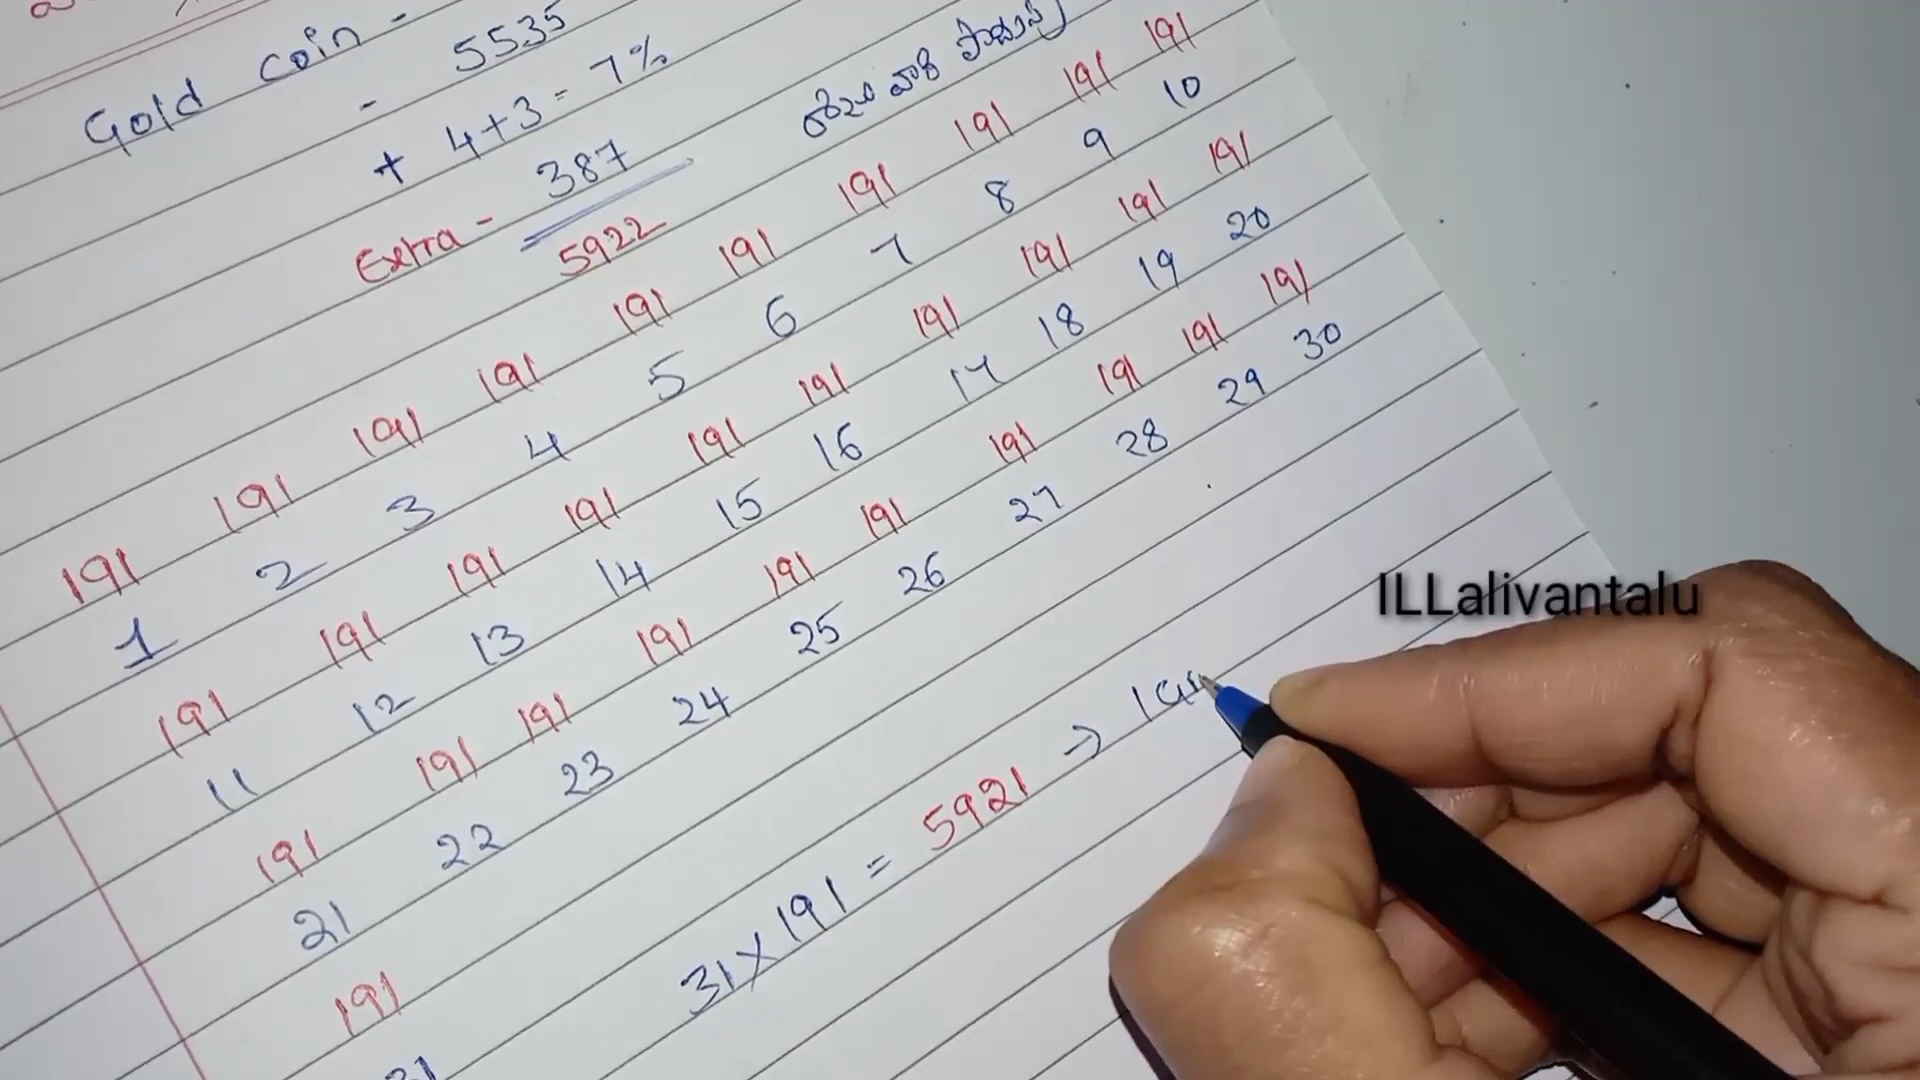 Gold coin -
- 5535
+ 4+3= 7%
Extra - 387
5922
191 191 191 191 191 191 191 191 191 191
1 2 3 4 5 6 7 8 9 10
191 191 191 191 191 191 191 191 191 191
11 12 13 14 15 16 17 18 19 20
191 191 191 191 191 191 191 191 191 191
21 22 23 24 25 26 27 28 29 30
191
31
31 X 191 = 5921 →
ILLalivantalu